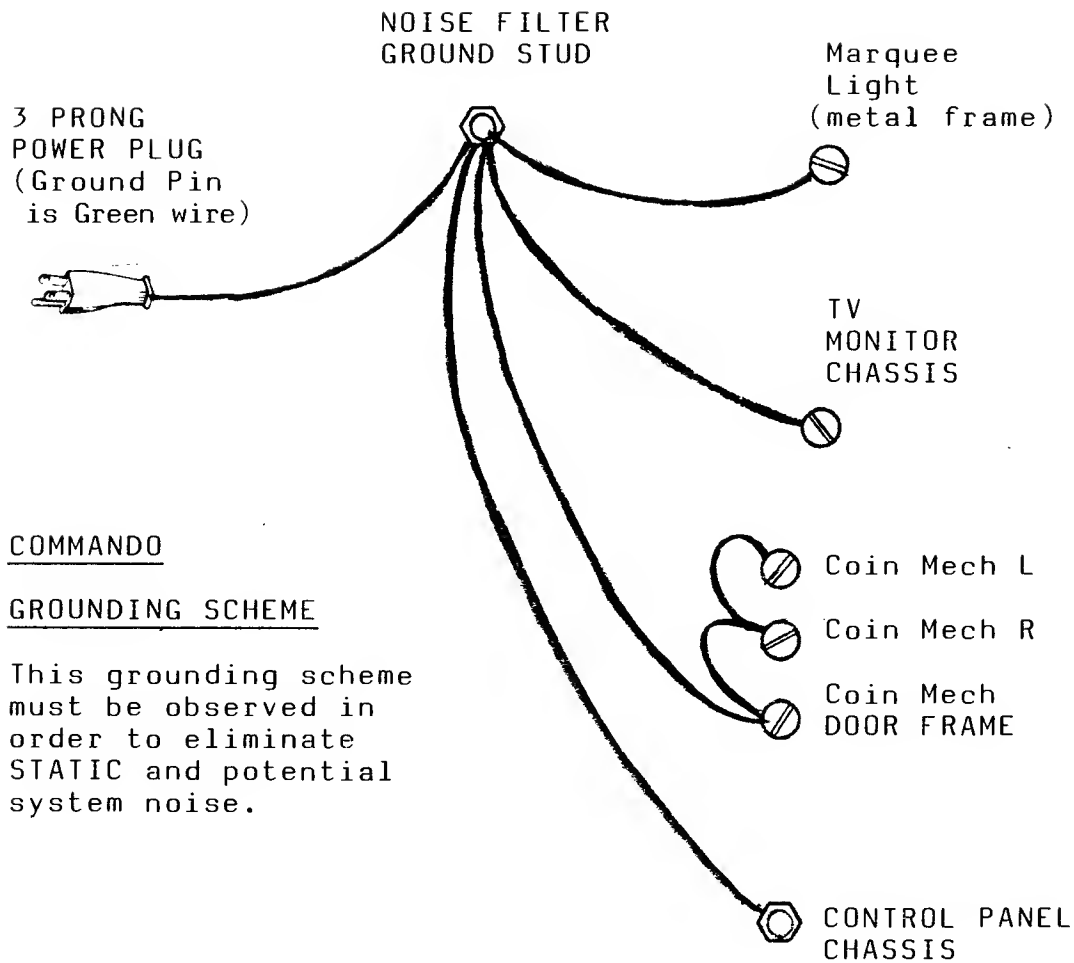 NOISE FILTER
GROUND STUD
Marquee
Light
(metal frame)
3 PRONG
POWER PLUG
(Ground Pin
is Green wire)
TV
MONITOR
CHASSIS
COMMANDO
GROUNDING SCHEME
This grounding scheme
must be observed in
order to eliminate
STATIC and potential
system noise.
Coin Mech L
Coin Mech R
Coin Mech
DOOR FRAME
CONTROL PANEL
CHASSIS